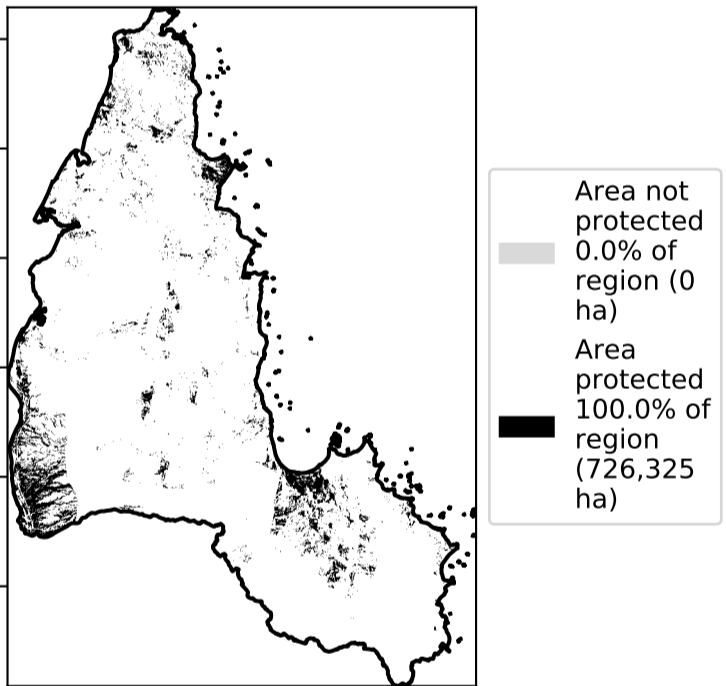 Area not
protected
0.0% of
region (0
ha)
Area
protected
100.0% of
region
(726,325
ha)